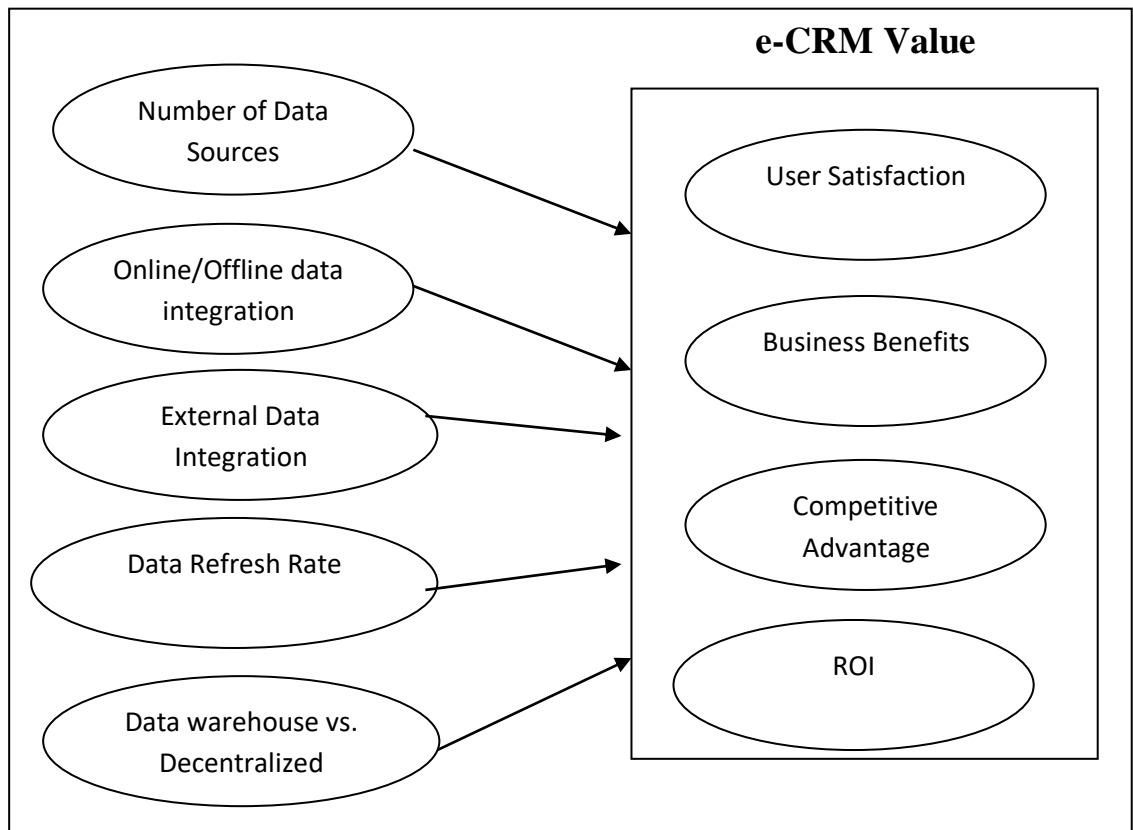 e-CRM Value
Number of Data
Sources
Online/Offline data
integration
External Data
Integration
Data Refresh Rate
Data warehouse vs.
Decentralized
User Satisfaction
Business Benefits
Competitive
Advantage
ROI